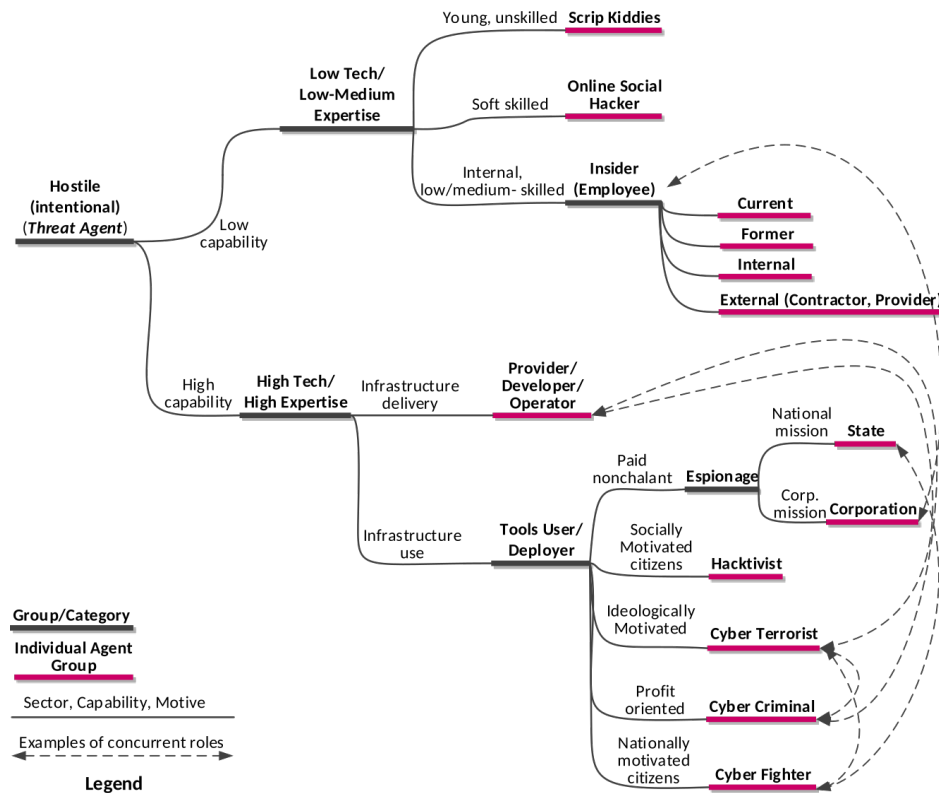 Young, unskilled
Scrip Kiddies
Low Tech/
Low-Medium
Expertise
Soft skilled
Online Social
Hacker
Internal,
low/medium- skilled
Insider
(Employee)
Current
Former
Internal
External (Contractor, Provider)
Hostile
(intentional)
(Threat Agent)
Low
capability
High
capability
High Tech/
High Expertise
Infrastructure
delivery
Provider/
Developer/
Operator
Infrastructure
use
Tools User/
Deployer
Paid
nonchalant
Espionage
National
mission
State
Corp.
mission
Corporation
Socially
Motivated
citizens
Hacktivist
Ideologically
Motivated
Cyber Terrorist
Profit
oriented
Cyber Criminal
Nationally
motivated
citizens
Cyber Fighter
Group/Category
Individual Agent
Group
Sector, Capability, Motive
Examples of concurrent roles
Legend